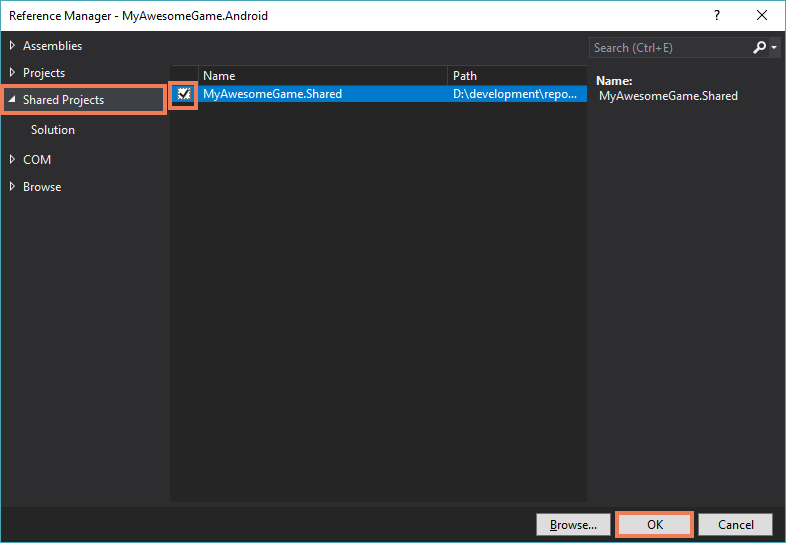 Reference Manager - MyAwesomeGame.Android
?
Assemblies
Projects
Shared Projects
Solution
COM
Browse
Name Path
MyAwesomeGame.Shared D:\development\repo...
Search (Ctrl+E)
Name:
MyAwesomeGame.Shared
Browse... OK Cancel